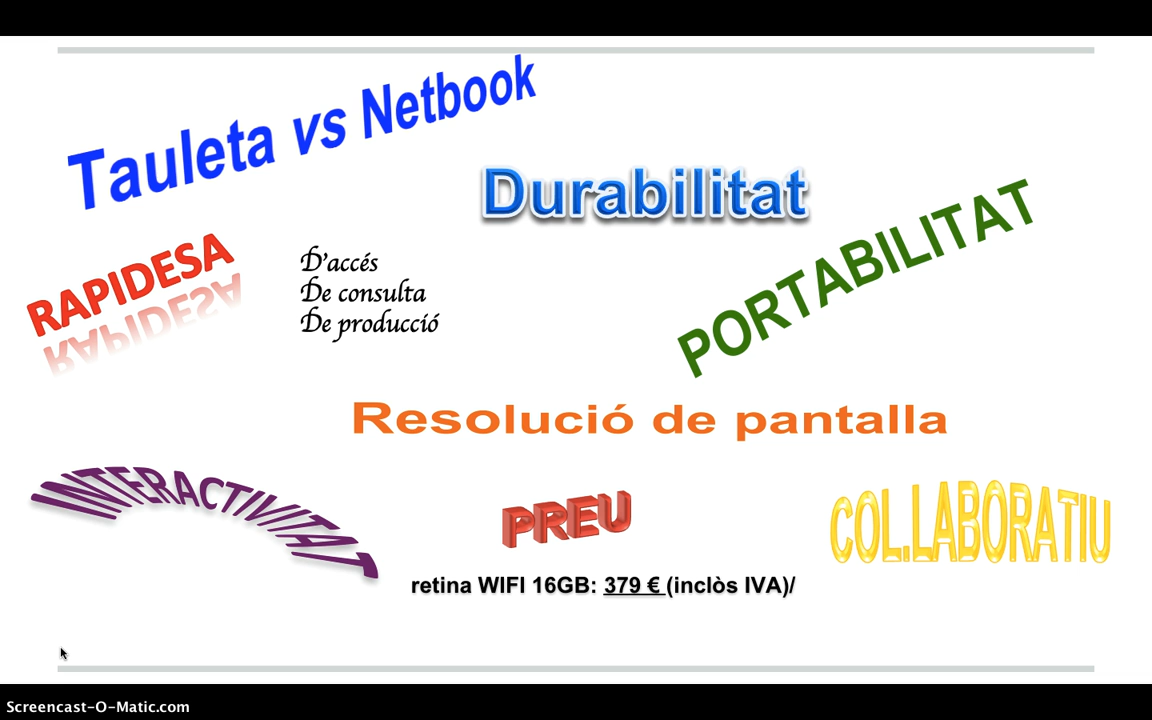 Tauleta vs Netbook
Durabilitat
PORTABILITAT
RAPIDESA
D'accés
De consulta
De producció
Resolució de pantalla
INTERACTIVITAT
PREU
COL.LABORATIU
retina WIFI 16GB: 379 € (inclòs IVA)/
Screencast-O-Matic.com